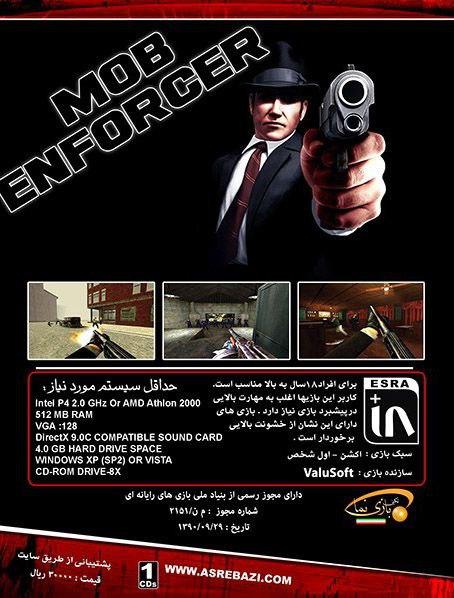 MOB
ENFORCER
حداقل سیستم مورد نیاز :
Intel P4 2.0 GHz Or AMD Athlon 2000
512 MB RAM
VGA :128
DirectX 9.0C COMPATIBLE SOUND CARD
4.0 GB HARD DRIVE SPACE
WINDOWS XP (SP2) OR VISTA
CD-ROM DRIVE-8X
برای افراد ۱۸سال به بالا مناسب است.
کاربر این بازیها اغلب به مهارت بالایی
درپیشبرد بازی نیاز دارد . بازی های
دارای این نشان از خشونت بالایی
برخوردار است .
سبک بازی : اکشن - اول شخص
سازنده بازی : ValuSoft
ESRA
+۱۸
دارای مجوز رسمی از بنیاد ملی بازی های رایانه ای
شماره مجوز : م ن/۲۱۵۱
تاریخ : ۱۳۹۰/۰۹/۲۹
بازی نما
پشتیبانی از طریق سایت
قیمت : ۳۰۰۰۰ ریال
1
CDs
WWW.ASREBAZI.COM